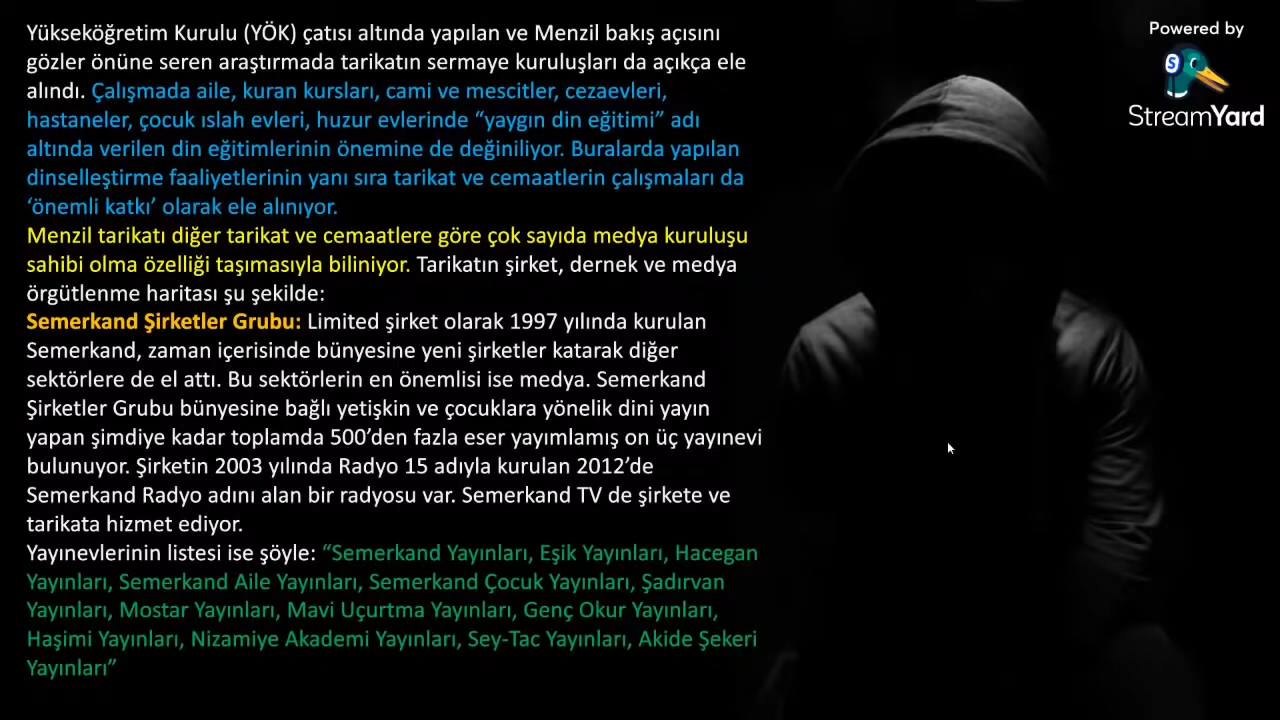 Yükseköğretim Kurulu (YÖK) çatısı altında yapılan ve Menzil bakış açısını
gözler önüne seren araştırmada tarikatın sermaye kuruluşları da açıkça ele
alındı. Çalışmada aile, kuran kursları, cami ve mescitler, cezaevleri,
hastaneler, çocuk ıslah evleri, huzur evlerinde “yaygın din eğitimi” adı
altında verilen din eğitimlerinin önemine de değiniliyor. Buralarda yapılan
dinselleştirme faaliyetlerinin yanı sıra tarikat ve cemaatlerin çalışmaları da
‘önemli katkı’ olarak ele alınıyor.
Menzil tarikatı diğer tarikat ve cemaatlere göre çok sayıda medya kuruluşu
sahibi olma özelliği taşımasıyla biliniyor. Tarikatın şirket, dernek ve medya
örgütlenme haritası şu şekilde:
Semerkand Şirketler Grubu: Limited şirket olarak 1997 yılında kurulan
Semerkand, zaman içerisinde bünyesine yeni şirketler katarak diğer
sektörlere de el attı. Bu sektörlerin en önemlisi ise medya. Semerkand
Şirketler Grubu bünyesine bağlı yetişkin ve çocuklara yönelik dini yayın
yapan şimdiye kadar toplamda 500’den fazla eser yayımlamış on üç yayınevi
bulunuyor. Şirketin 2003 yılında Radyo 15 adıyla kurulan 2012’de
Semerkand Radyo adını alan bir radyosu var. Semerkand TV de şirkete ve
tarikata hizmet ediyor.
Yayınevlerinin listesi ise şöyle: “Semerkand Yayınları, Eşik Yayınları, Hacegan
Yayınları, Semerkand Aile Yayınları, Semerkand Çocuk Yayınları, Şadırvan
Yayınları, Mostar Yayınları, Mavi Uçurtma Yayınları, Genç Okur Yayınları,
Haşimi Yayınları, Nizamiye Akademi Yayınları, Sey-Tac Yayınları, Akide Şekeri
Yayınları”
Powered by
S
StreamYard